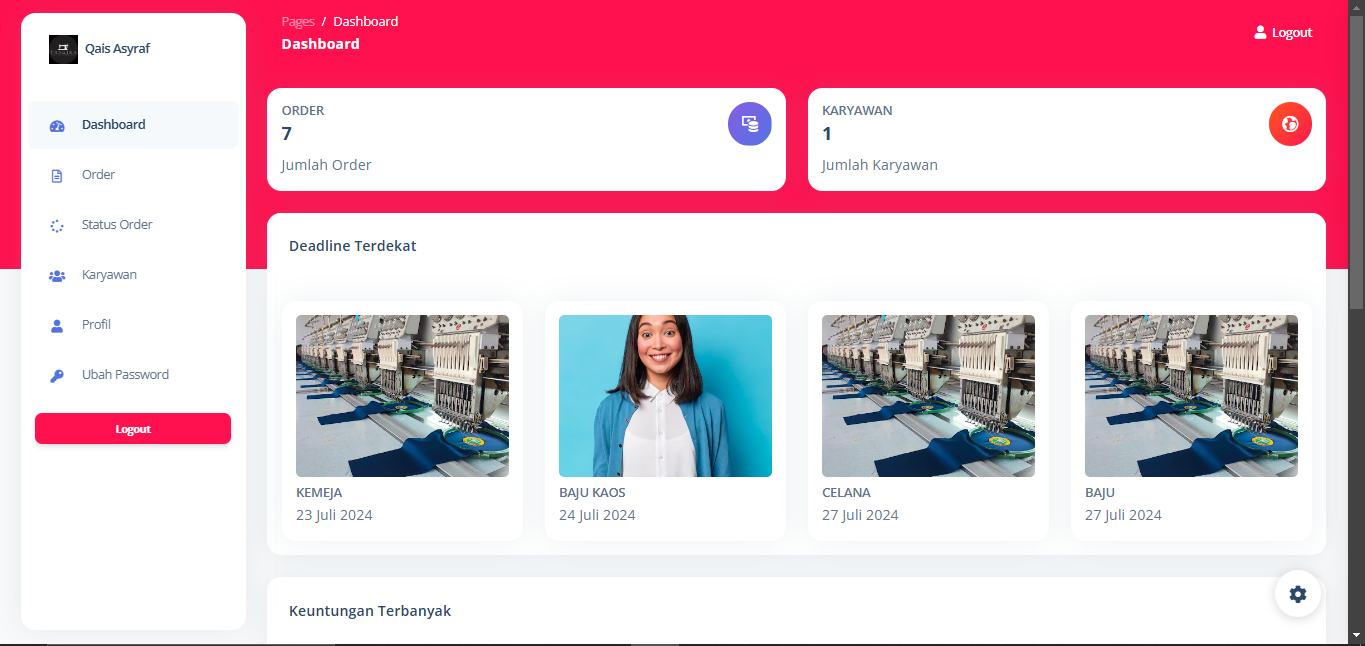 Qais Asyraf
Dashboard
Order
Status Order
Karyawan
Profil
Ubah Password
Logout
Pages / Dashboard
Dashboard
Logout
ORDER
7
Jumlah Order
KARYAWAN
1
Jumlah Karyawan
Deadline Terdekat
KEMEJA
23 Juli 2024
BAJU KAOS
24 Juli 2024
CELANA
27 Juli 2024
BAJU
27 Juli 2024
Keuntungan Terbanyak